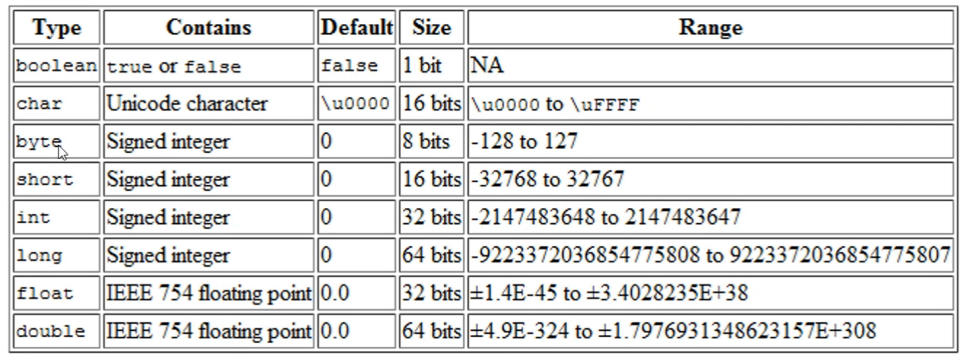 Type Contains Default Size Range
boolean true or false false 1 bit NA
char Unicode character \u0000 16 bits \u0000 to \uFFFF
byte Signed integer 0 8 bits -128 to 127
short Signed integer 0 16 bits -32768 to 32767
int Signed integer 0 32 bits -2147483648 to 2147483647
long Signed integer 0 64 bits -9223372036854775808 to 9223372036854775807
float IEEE 754 floating point 0.0 32 bits ±1.4E-45 to ±3.4028235E+38
double IEEE 754 floating point 0.0 64 bits ±4.9E-324 to ±1.7976931348623157E+308